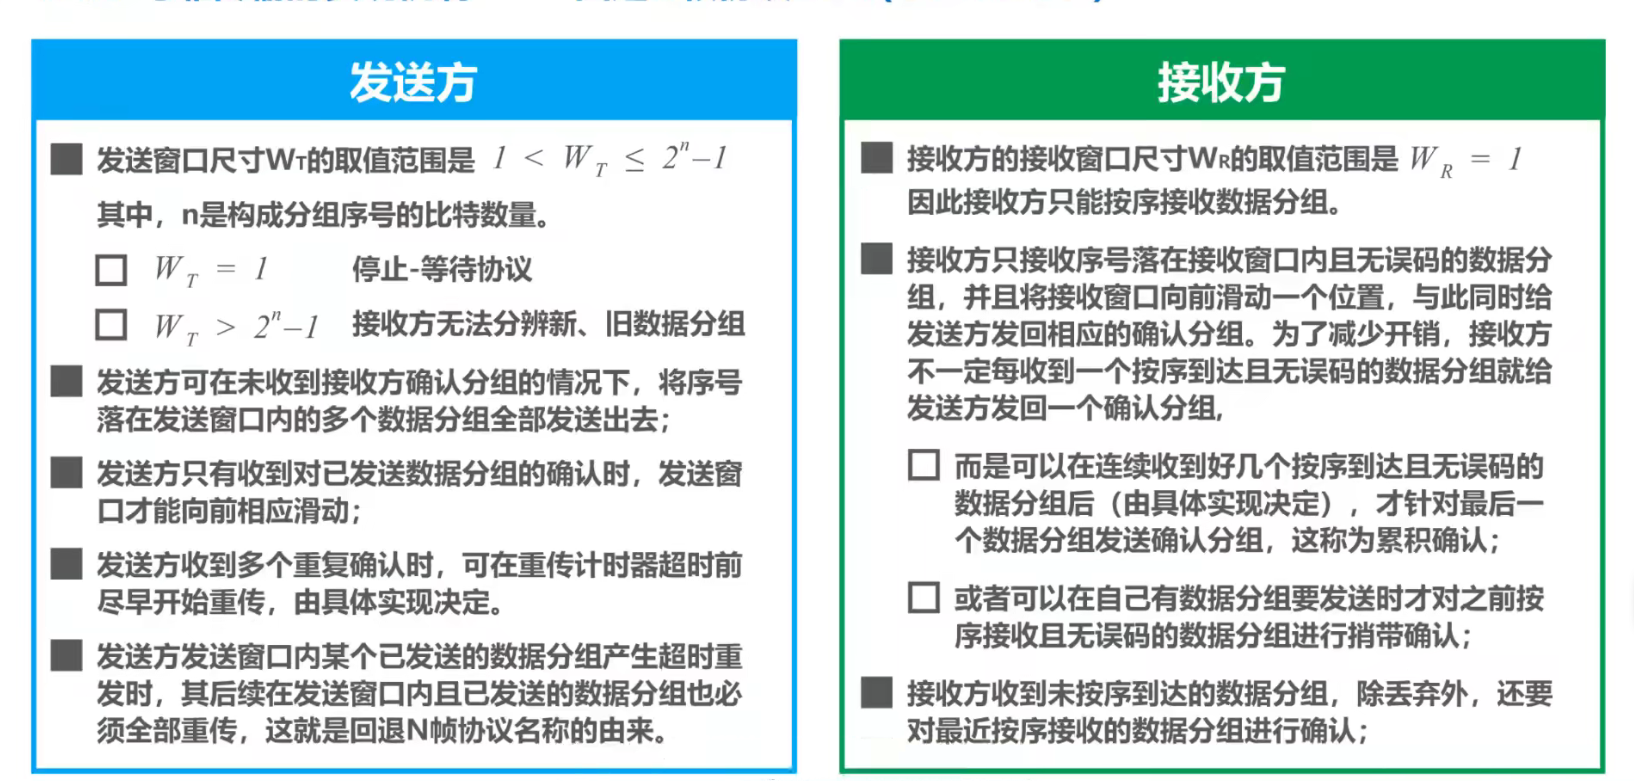 发送方
发送窗口尺寸WT的取值范围是 1 < W T ≤ 2ⁿ–1
其中，n是构成分组序号的比特数量。
W T = 1 停止-等待协议
W T > 2ⁿ–1 接收方无法分辨新、旧数据分组
发送方可在未收到接收方确认分组的情况下，将序号
落在发送窗口内的多个数据分组全部发送出去；
发送方只有收到对已发送数据分组的确认时，发送窗
口才能向前相应滑动；
发送方收到多个重复确认时，可在重传计时器超时前
尽早开始重传，由具体实现决定。
发送方发送窗口内某个已发送的数据分组产生超时重
发时，其后续在发送窗口内且已发送的数据分组也必
须全部重传，这就是回退N帧协议名称的由来。
接收方
接收方的接收窗口尺寸WR的取值范围是 W R = 1
因此接收方只能按序接收数据分组。
接收方只接收序号落在接收窗口内且无误码的数据分
组，并且将接收窗口向前滑动一个位置，与此同时给
发送方发回相应的确认分组。为了减少开销，接收方
不一定每收到一个按序到达且无误码的数据分组就给
发送方发回一个确认分组,
而是可以在连续收到好几个按序到达且无误码的
数据分组后（由具体实现决定），才针对最后一
个数据分组发送确认分组，这称为累积确认；
或者可以在自己有数据分组要发送时才对之前按
序接收且无误码的数据分组进行捎带确认；
接收方收到未按序到达的数据分组，除丢弃外，还要
对最近按序接收的数据分组进行确认；